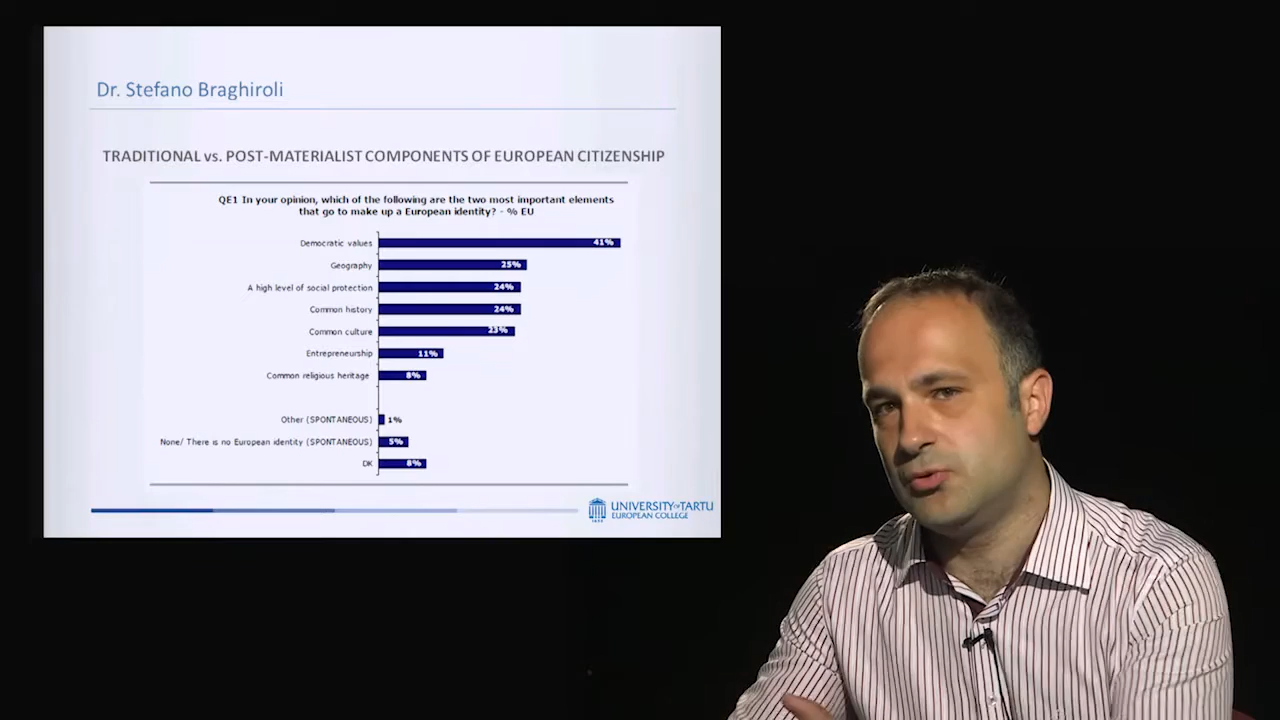 Dr. Stefano Braghiroli
TRADITIONAL vs. POST-MATERIALIST COMPONENTS OF EUROPEAN CITIZENSHIP
QE1 In your opinion, which of the following are the two most important elements
that go to make up a European identity? - % EU
Democratic values 41%
Geography 25%
A high level of social protection 24%
Common history 24%
Common culture 23%
Entrepreneurship 11%
Common religious heritage 8%
Other (SPONTANEOUS) 1%
None/ There is no European identity (SPONTANEOUS) 5%
DK 8%
UNIVERSITY OF TARTU
EUROPEAN COLLEGE
1632